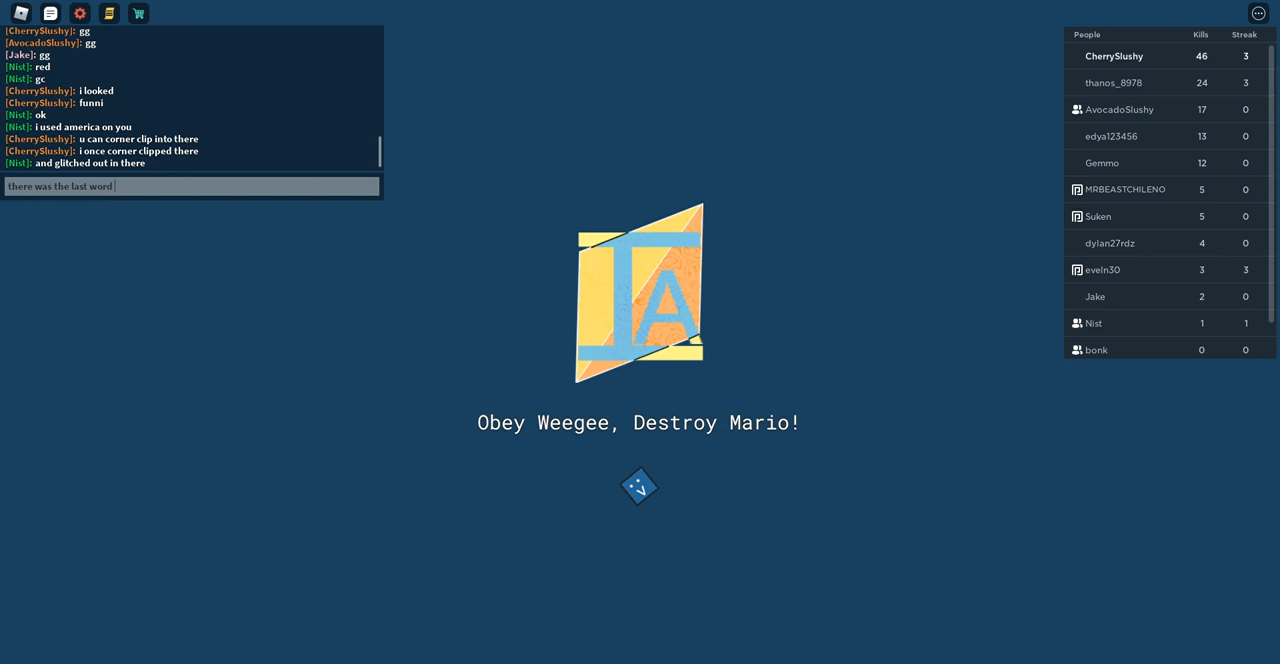 [CherrySlushy]: gg
[AvocadoSlushy]: gg
[Jake]: gg
[Nist]: red
[Nist]: gc
[CherrySlushy]: i looked
[CherrySlushy]: funni
[Nist]: ok
[Nist]: i used america on you
[CherrySlushy]: u can corner clip into there
[CherrySlushy]: i once corner clipped there
[Nist]: and glitched out in there
there was the last word
IA
Obey Weegee, Destroy Mario!
:v
People Kills Streak
CherrySlushy 46 3
thanos_8978 24 3
AvocadoSlushy 17 0
edya123456 13 0
Gemmo 12 0
MRBEASTCHILENO 5 0
Suken 5 0
dylan27rdz 4 0
eveln30 3 3
Jake 2 0
Nist 1 1
bonk 0 0